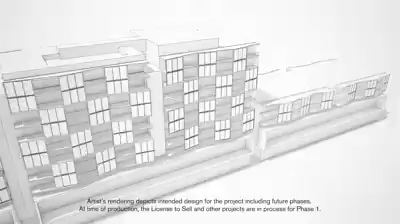 Artist's rendering depicts intended design for the project including future phases.
At time of production, the License to Sell and other projects are in process for Phase 1.